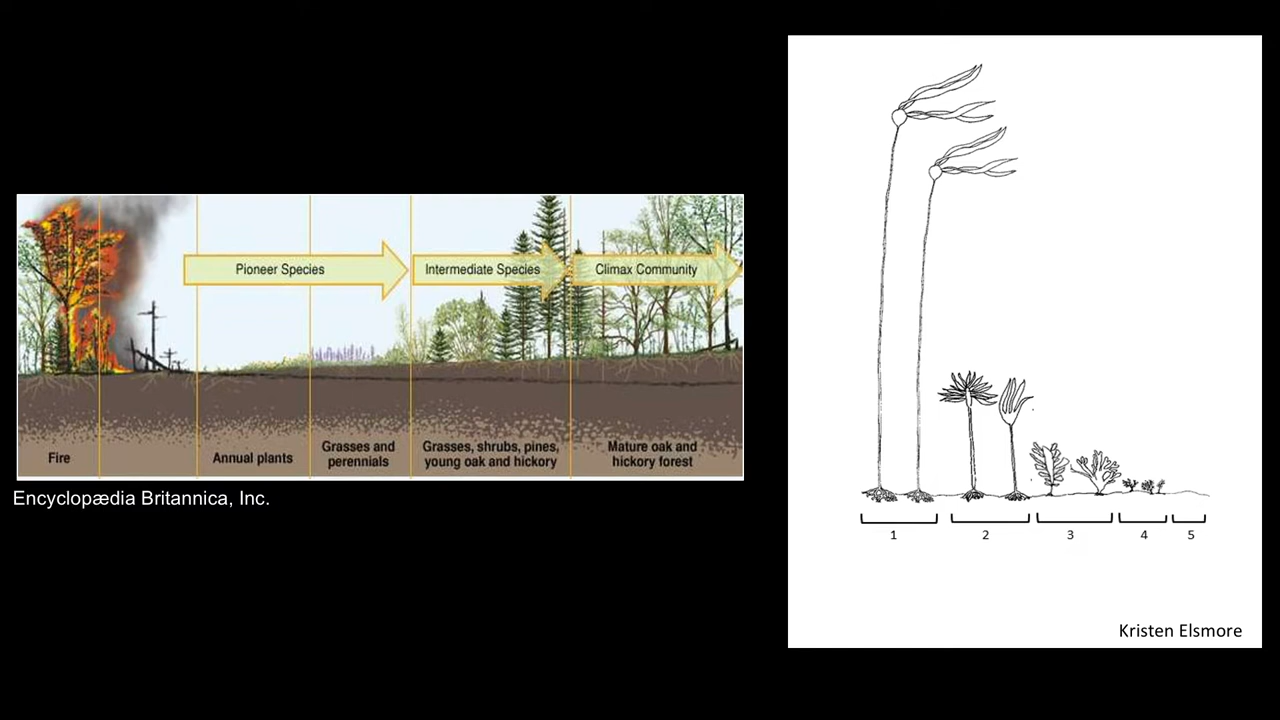 Pioneer Species
Intermediate Species
Climax Community
Fire
Annual plants
Grasses and
perennials
Grasses, shrubs, pines,
young oak and hickory
Mature oak and
hickory forest
Encyclopædia Britannica, Inc.
1
2
3
4
5
Kristen Elsmore